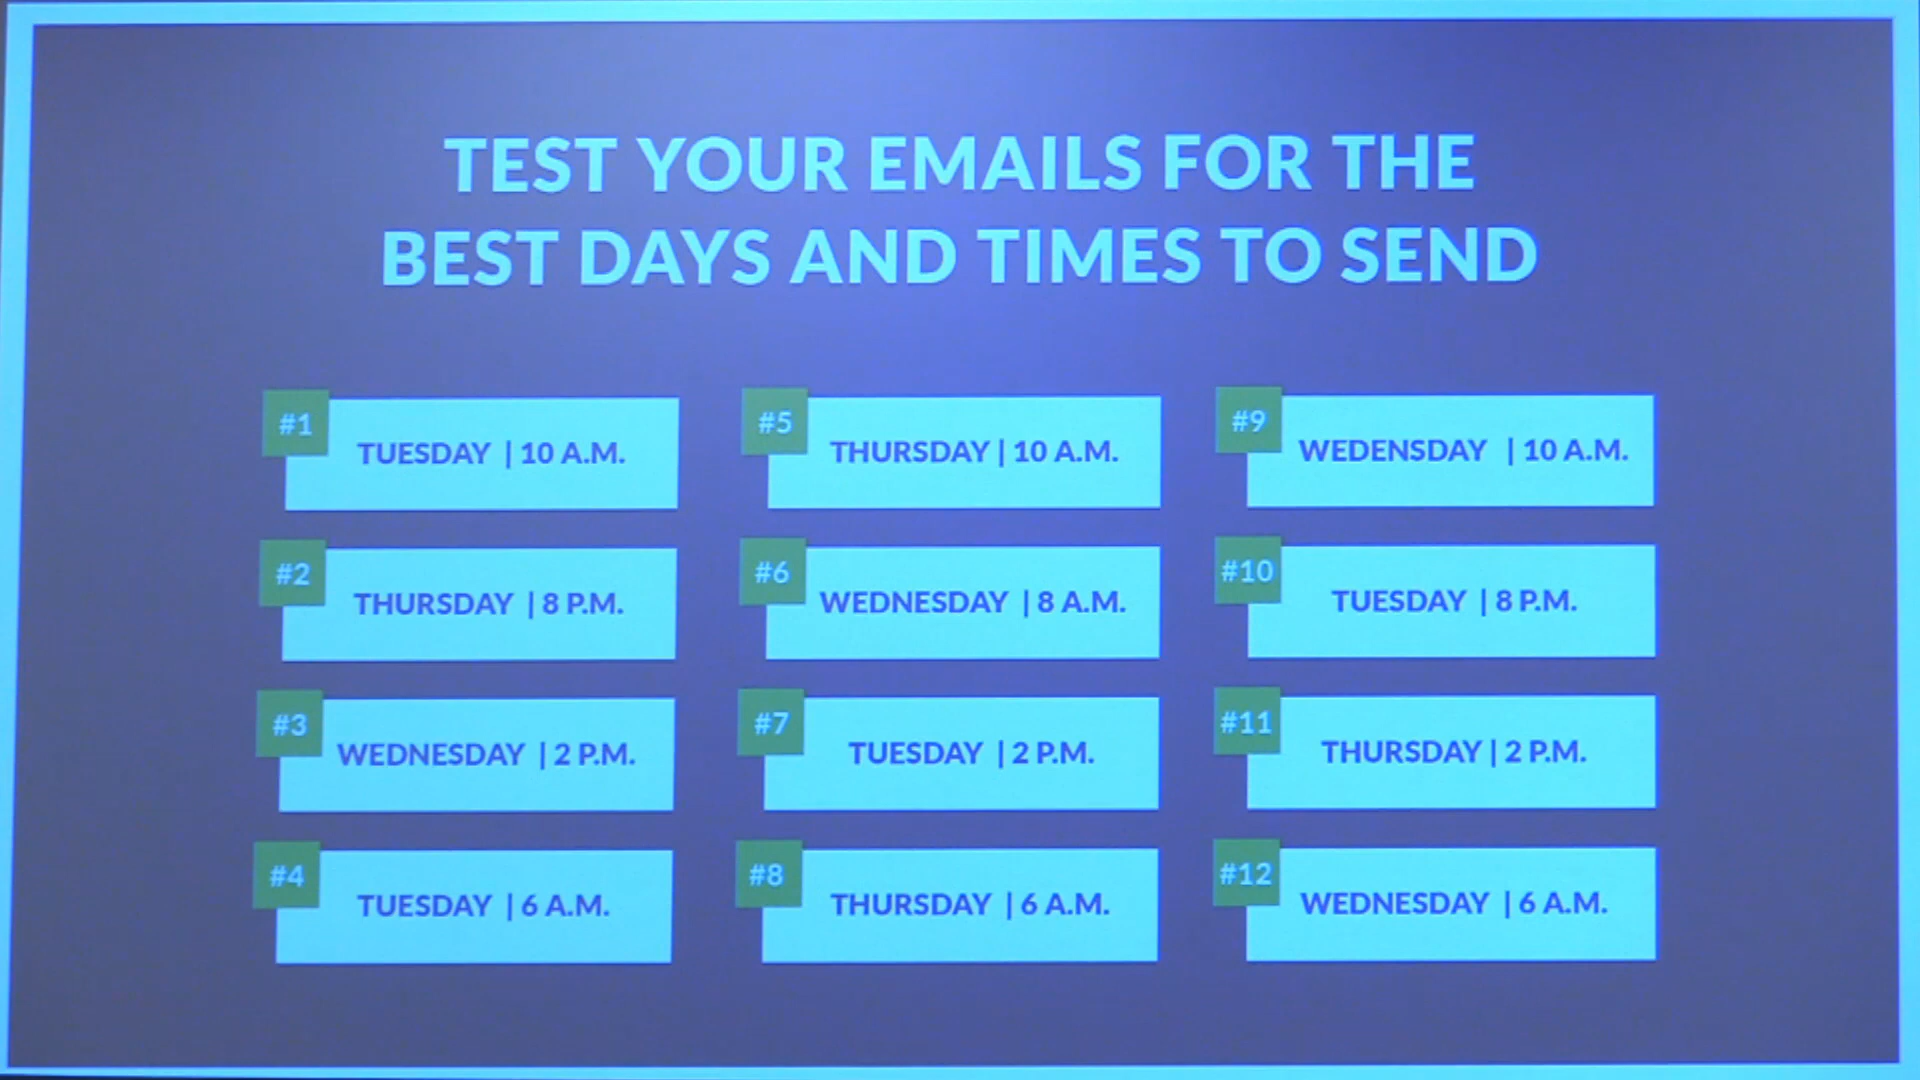 TEST YOUR EMAILS FOR THE
BEST DAYS AND TIMES TO SEND
#1
TUESDAY | 10 A.M.
#2
THURSDAY | 8 P.M.
#3
WEDNESDAY | 2 P.M.
#4
TUESDAY | 6 A.M.
#5
THURSDAY | 10 A.M.
#6
WEDNESDAY | 8 A.M.
#7
TUESDAY | 2 P.M.
#8
THURSDAY | 6 A.M.
#9
WEDENSDAY | 10 A.M.
#10
TUESDAY | 8 P.M.
#11
THURSDAY | 2 P.M.
#12
WEDNESDAY | 6 A.M.